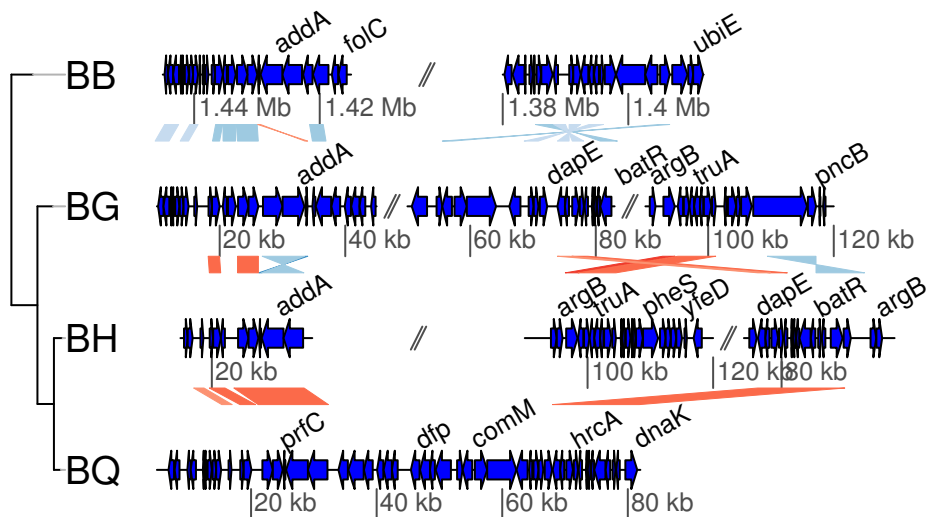 addA folC ubiE
BB
1.44 Mb 1.42 Mb 1.38 Mb 1.4 Mb
addA dapE batR argB truA pncB
BG
20 kb 40 kb 60 kb 80 kb 100 kb 120 kb
addA argB truA pheS yfeD dapE batR argB
BH
20 kb 100 kb 120 kb 80 kb
prfC dfp comM hrcA dnaK
BQ
20 kb 40 kb 60 kb 80 kb